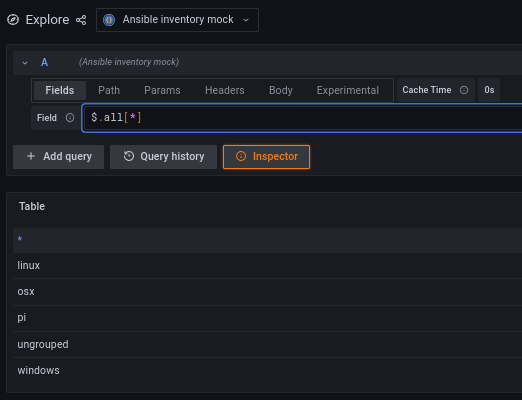 Explore Ansible inventory mock
A (Ansible inventory mock)
Fields Path Params Headers Body Experimental Cache Time 0s
Field $.all[*]
+ Add query Query history Inspector
Table
*
linux
osx
pi
ungrouped
windows